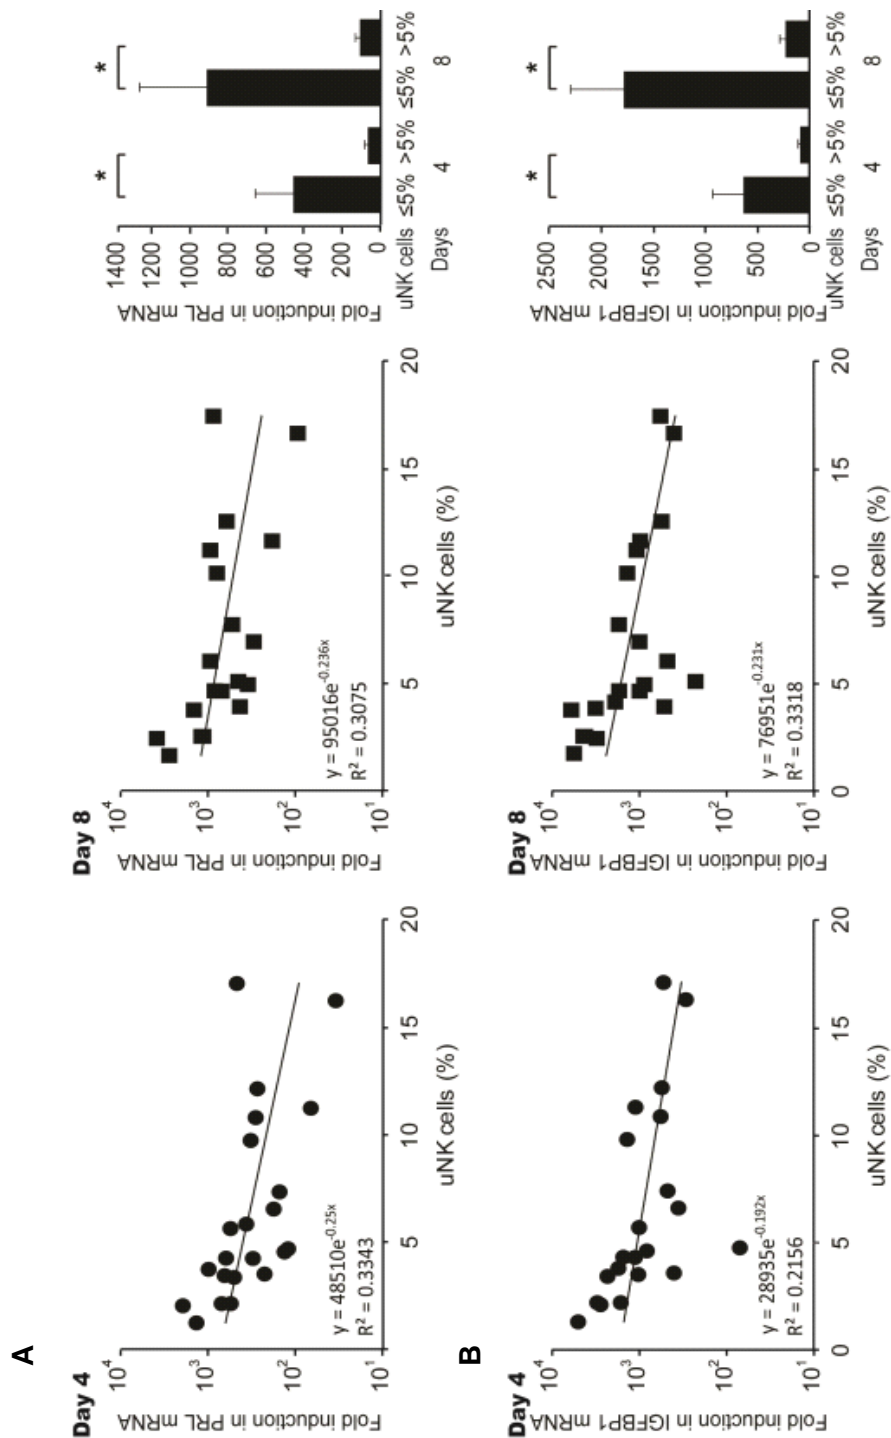 A
Day 4
Fold induction in PRL mRNA
10⁴
10³
10²
10¹
0
5
10
15
20
uNK cells (%)
y = 48510e^-0.25x
R² = 0.3343
Day 8
Fold induction in PRL mRNA
10⁴
10³
10²
10¹
0
5
10
15
20
uNK cells (%)
y = 95016e^-0.236x
R² = 0.3075
Fold induction in PRL mRNA
1400
1200
1000
800
600
400
200
0
* *
uNK cells ≤5% >5% ≤5% >5%
Days 4 8
B
Day 4
Fold induction in IGFBP1 mRNA
10⁴
10³
10²
10¹
0
5
10
15
20
uNK cells (%)
y = 28935e^-0.192x
R² = 0.2156
Day 8
Fold induction in IGFBP1 mRNA
10⁴
10³
10²
10¹
0
5
10
15
20
uNK cells (%)
y = 76951e^-0.231x
R² = 0.3318
Fold induction in IGFBP1 mRNA
2500
2000
1500
1000
500
0
* *
uNK cells ≤5% >5% ≤5% >5%
Days 4 8